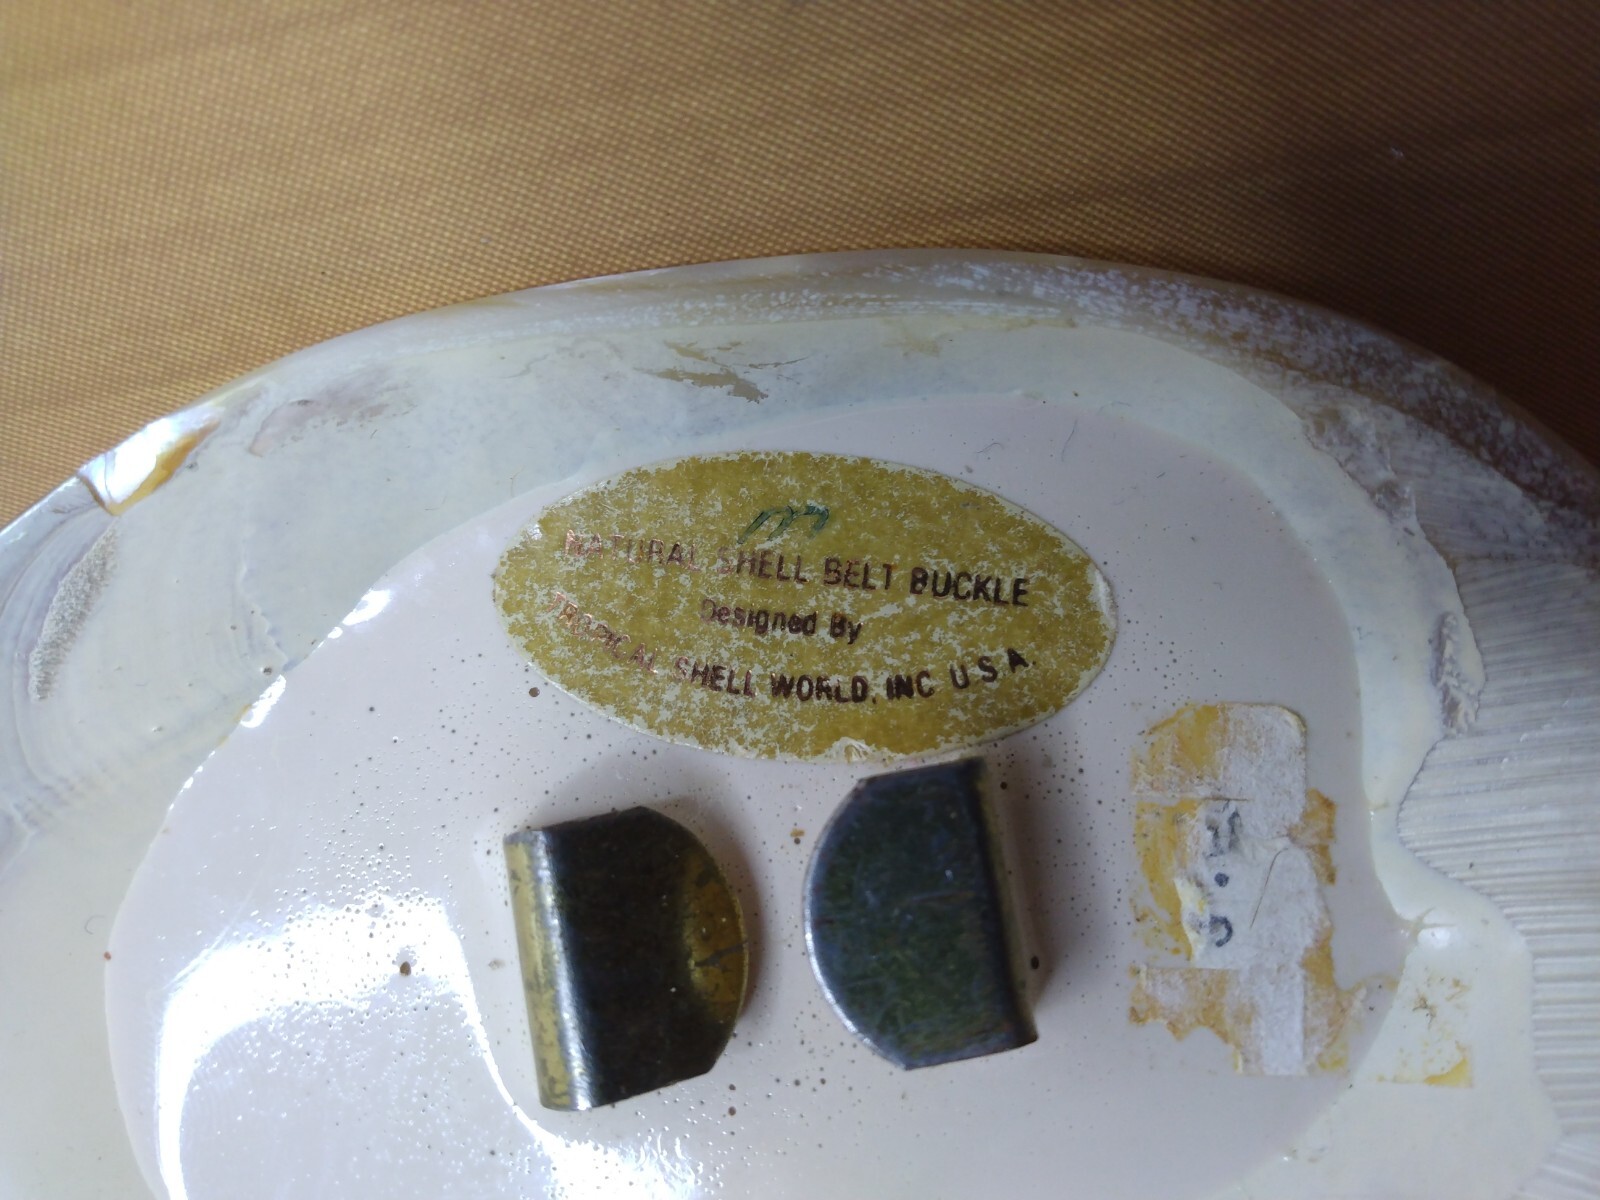 NATURAL SHELL BELT BUCKLE
Designed By
TROPICAL SHELL WORLD, INC U.S.A.